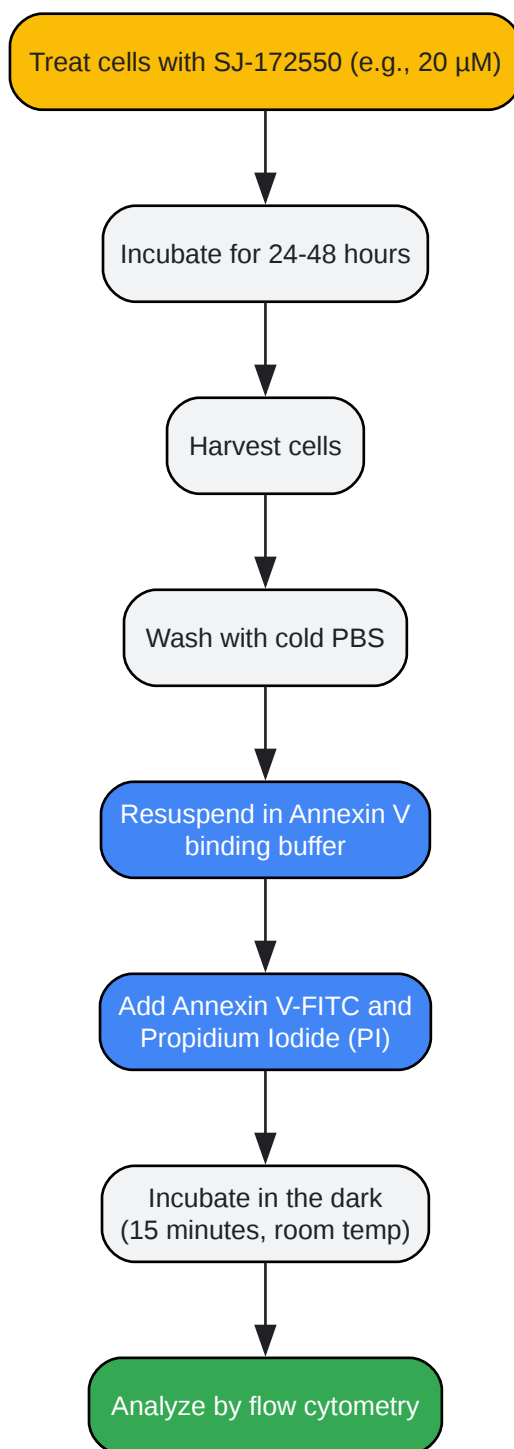 Treat cells with SJ-172550 (e.g., 20 µM)
Incubate for 24-48 hours
Harvest cells
Wash with cold PBS
Resuspend in Annexin V
binding buffer
Add Annexin V-FITC and
Propidium Iodide (PI)
Incubate in the dark
(15 minutes, room temp)
Analyze by flow cytometry